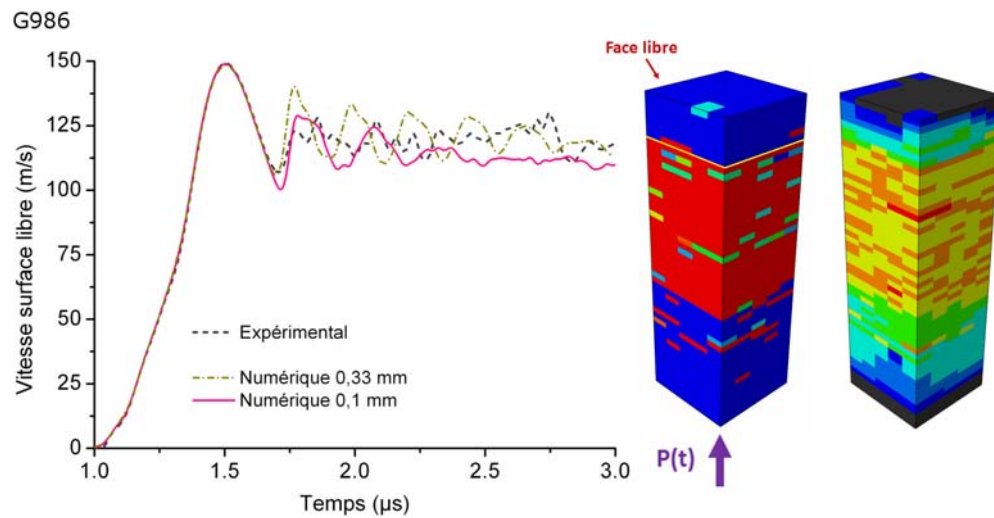 G986
150
125
100
75
50
25
0
Vitesse surface libre (m/s)
Expérimental
Numérique 0,33 mm
Numérique 0,1 mm
1.0 1.5 2.0 2.5 3.0
Temps (µs)
Face libre
P(t)